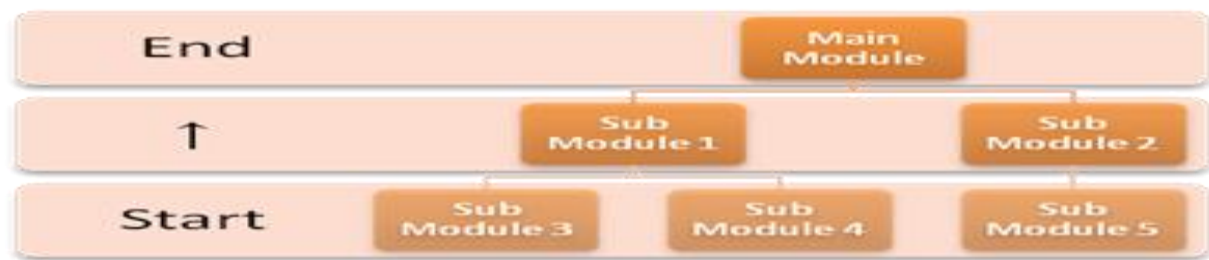 End
Main
Module
↑
Sub
Module 1
Sub
Module 2
Start
Sub
Module 3
Sub
Module 4
Sub
Module 5